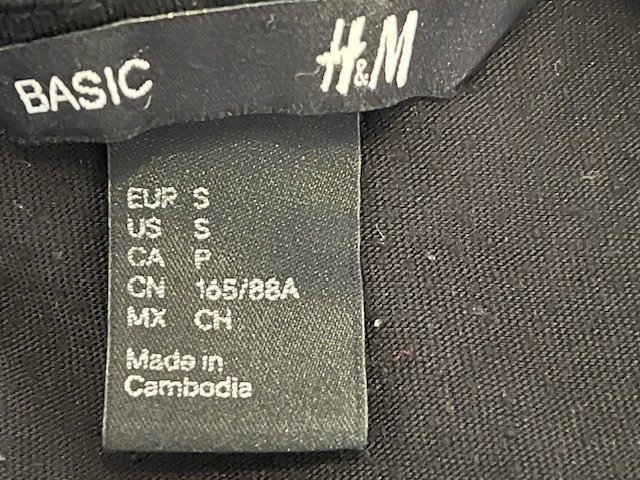 BASIC H&M
EUR S
US S
CA P
CN 165/88A
MX CH
Made in
Cambodia